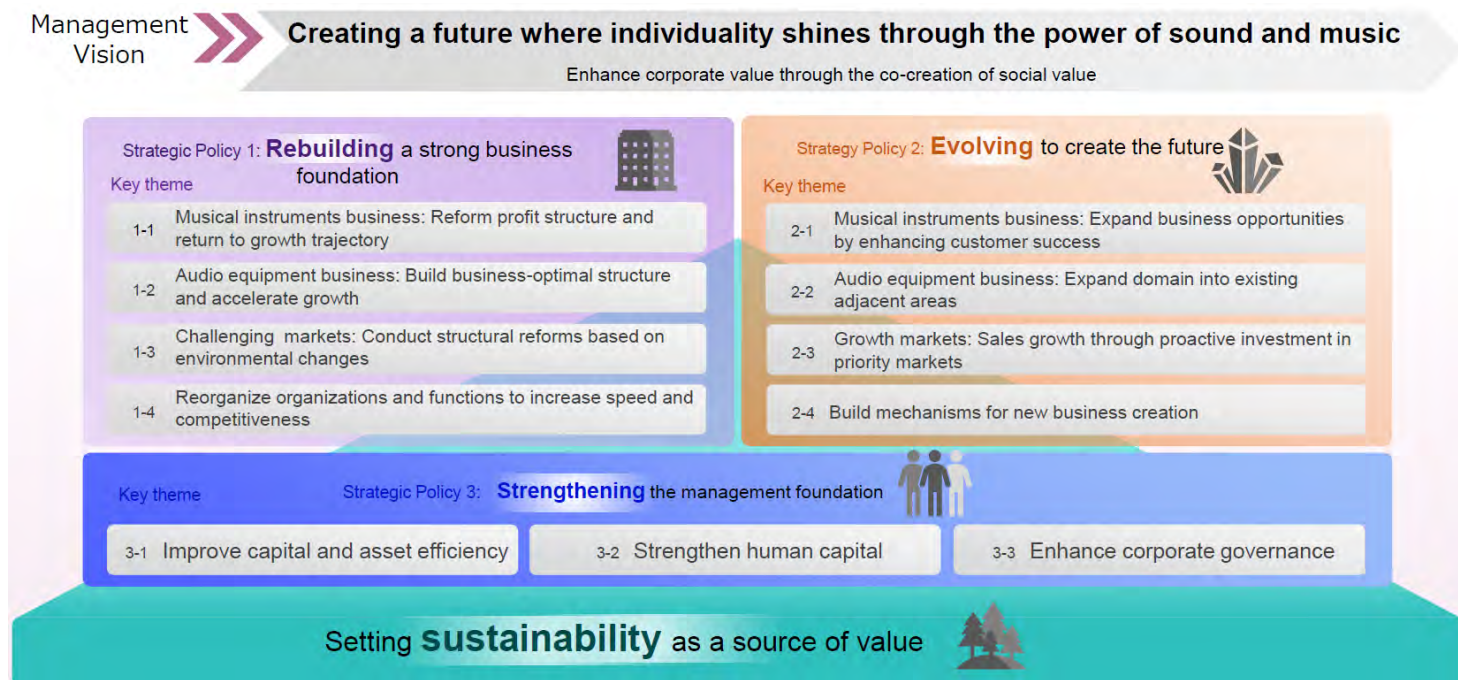 Management
Vision
Creating a future where individuality shines through the power of sound and music
Enhance corporate value through the co-creation of social value
Strategic Policy 1: Rebuilding a strong business
foundation
Key theme
1-1 Musical instruments business: Reform profit structure and
return to growth trajectory
1-2 Audio equipment business: Build business-optimal structure
and accelerate growth
1-3 Challenging markets: Conduct structural reforms based on
environmental changes
1-4 Reorganize organizations and functions to increase speed and
competitiveness
Strategy Policy 2: Evolving to create the future
Key theme
2-1 Musical instruments business: Expand business opportunities
by enhancing customer success
2-2 Audio equipment business: Expand domain into existing
adjacent areas
2-3 Growth markets: Sales growth through proactive investment in
priority markets
2-4 Build mechanisms for new business creation
Key theme
Strategic Policy 3: Strengthening the management foundation
3-1 Improve capital and asset efficiency
3-2 Strengthen human capital
3-3 Enhance corporate governance
Setting sustainability as a source of value